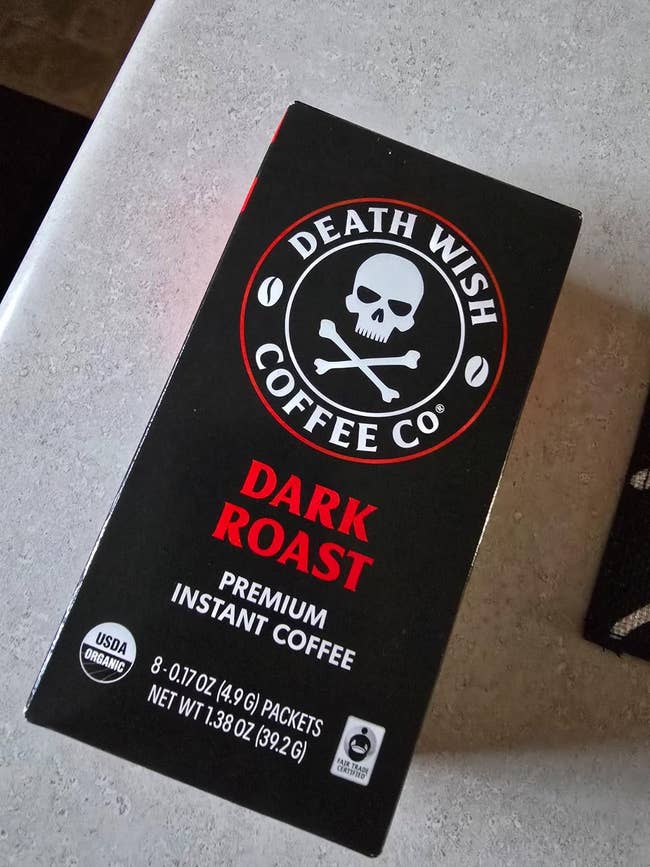 DEATH WISH
COFFEE CO®
DARK
ROAST
PREMIUM
INSTANT COFFEE
USDA
ORGANIC
8 - 0.17 OZ (4.9 G) PACKETS
NET WT 1.38 OZ (39.2 G)
FAIR TRADE
CERTIFIED